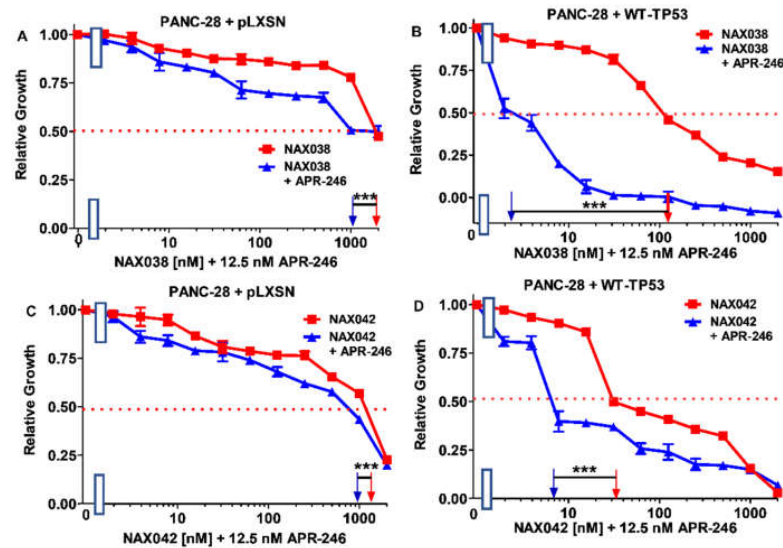 A
PANC-28 + pLXSN
Relative Growth
1.00
0.75
0.50
0.25
0.00
NAX038
NAX038
+ APR-246
***
0
10
100
1000
NAX038 [nM] + 12.5 nM APR-246
B
PANC-28 + WT-TP53
Relative Growth
1.00
0.75
0.50
0.25
0.00
NAX038
NAX038
+ APR-246
***
0
10
100
1000
NAX038 [nM] + 12.5 nM APR-246
C
PANC-28 + pLXSN
Relative Growth
1.00
0.75
0.50
0.25
0.00
NAX042
NAX042
+ APR-246
***
0
10
100
1000
NAX042 [nM] + 12.5 nM APR-246
D
PANC-28 + WT-TP53
Relative Growth
1.00
0.75
0.50
0.25
0.00
NAX042
NAX042
+ APR-246
***
0
10
100
1000
NAX042 [nM] + 12.5 nM APR-246